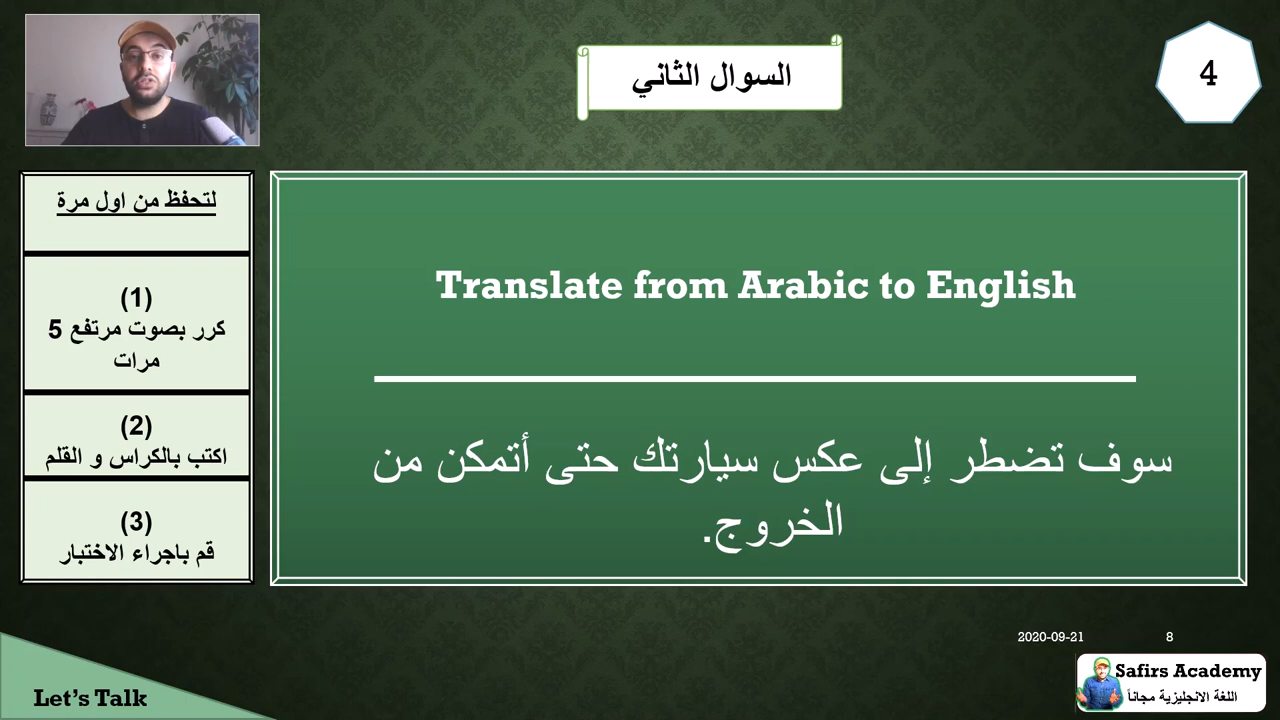 السوال الثاني
4
لتحفظ من اول مرة
(1)
كرر بصوت مرتفع 5
مرات
(2)
اكتب بالكراس و القلم
(3)
قم باجراء الاختبار
Translate from Arabic to English
سوف تضطر إلى عكس سيارتك حتى أتمكن من
الخروج.
2020-09-21
8
Let's Talk
Safirs Academy
اللغة الانجليزية مجاناً